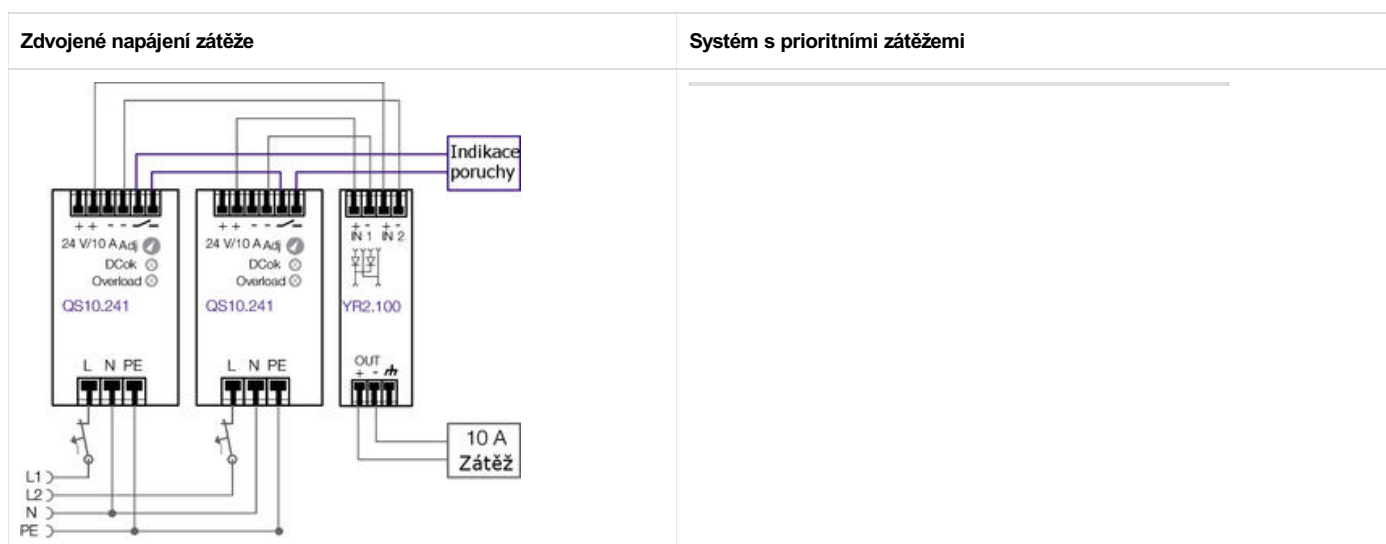 Zdvojené napájení zátěže
Systém s prioritními zátěžemi
Indikace
poruchy
+ + - -
24 V/10 A Adj
DCok
Overload
QS10.241
L N PE
+ + - -
24 V/10 A Adj
DCok
Overload
QS10.241
L N PE
+ - + -
IN 1 IN 2
YR2.100
OUT
+ -
10 A
Zátěž
L1
L2
N
PE